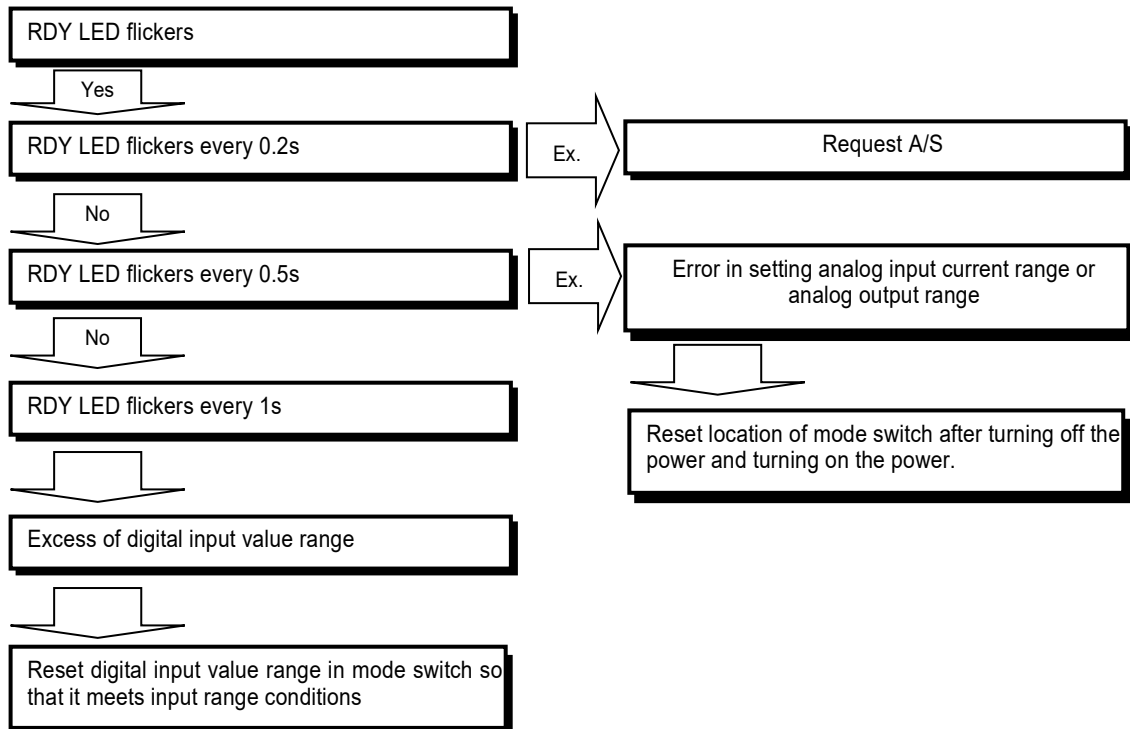 RDY LED flickers
Yes
RDY LED flickers every 0.2s
Ex.
Request A/S
No
RDY LED flickers every 0.5s
Ex.
Error in setting analog input current range or
analog output range
No
RDY LED flickers every 1s
Reset location of mode switch after turning off the
power and turning on the power.
Excess of digital input value range
Reset digital input value range in mode switch so
that it meets input range conditions